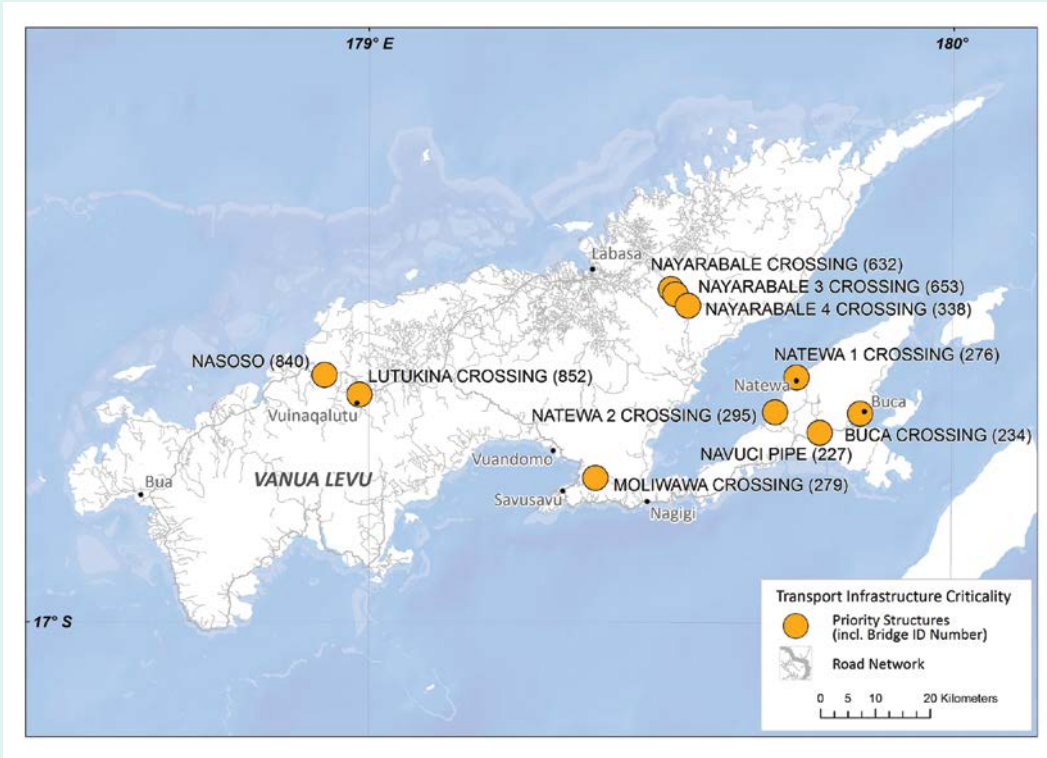 179° E
180°
Labasa
NAYARABALE CROSSING (632)
NAYARABALE 3 CROSSING (653)
NAYARABALE 4 CROSSING (338)
NASOSO (840)
LUTUKINA CROSSING (852)
Vuinaqalutu
NATEWA 1 CROSSING (276)
Natewa
NATEWA 2 CROSSING (295)
Buca
BUCA CROSSING (234)
NAVUCI PIPE (227)
Vuandomo
Bua
VANUA LEVU
MOLIWAWA CROSSING (279)
Savusavu
Nagigi
17° S
Transport Infrastructure Criticality
Priority Structures
(incl. Bridge ID Number)
Road Network
0 5 10 20 Kilometers